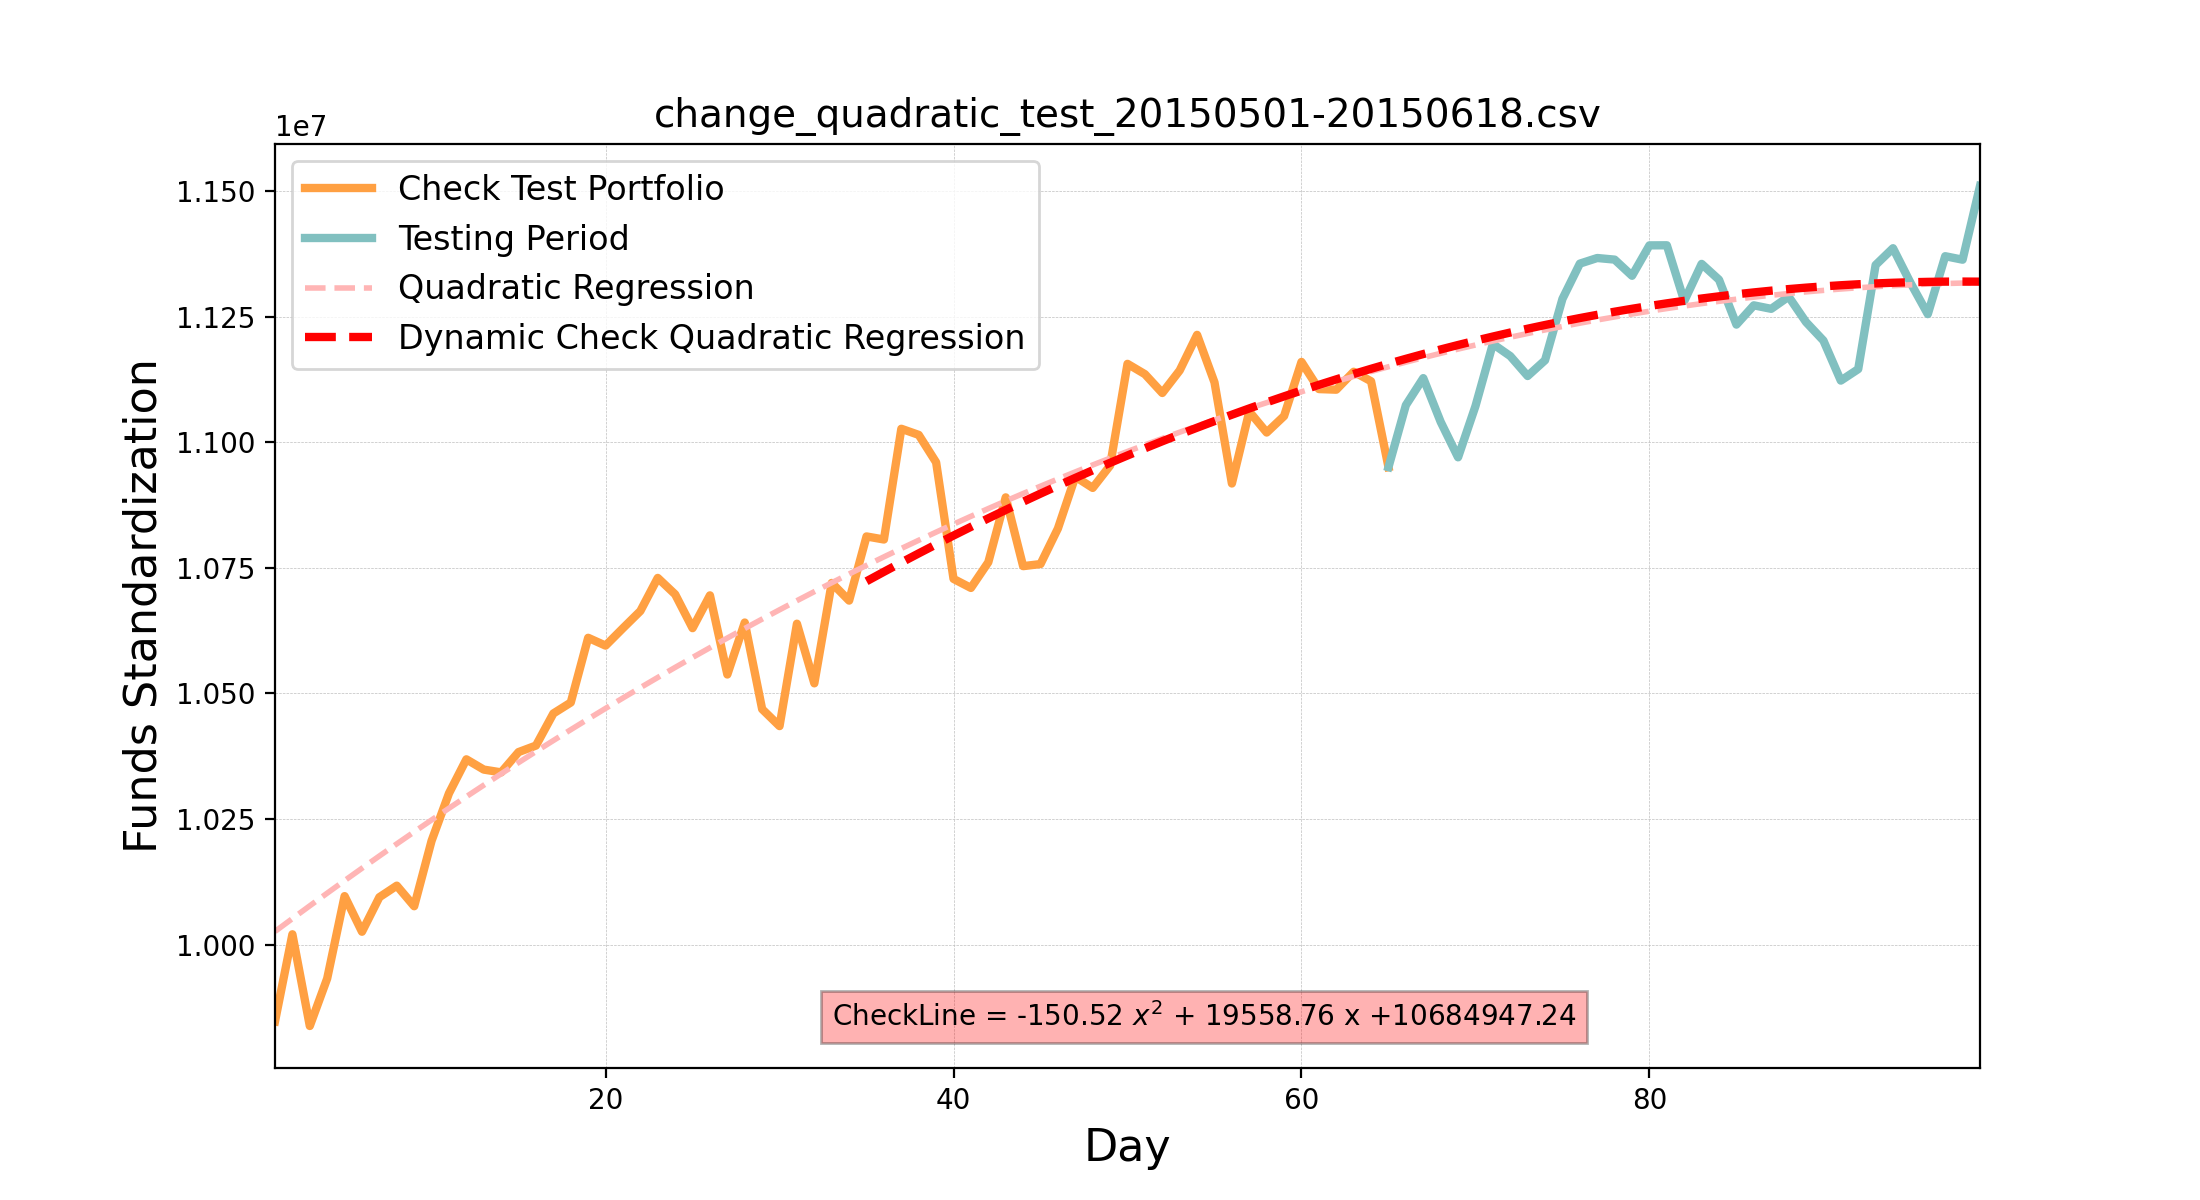 change_quadratic_test_20150501-20150618.csv
1e7
Check Test Portfolio
Testing Period
Quadratic Regression
Dynamic Check Quadratic Regression
1.150
1.125
1.100
1.075
1.050
1.025
1.000
Funds Standardization
CheckLine = -150.52 x² + 19558.76 x +10684947.24
20 40 60 80
Day